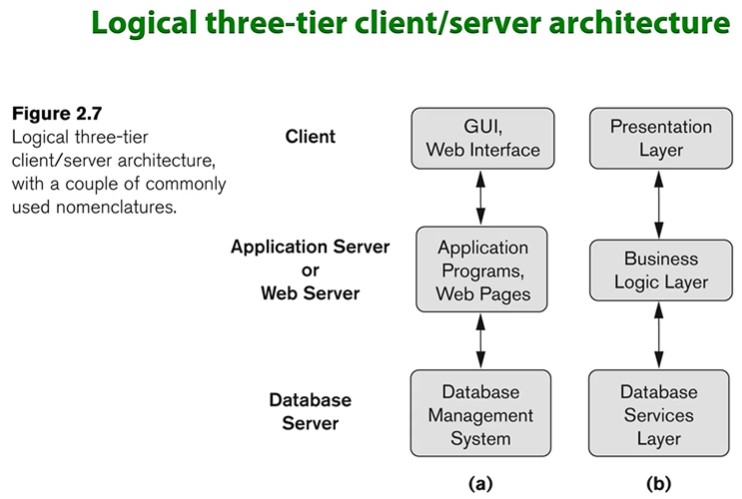 Logical three-tier client/server architecture
Figure 2.7
Logical three-tier
client/server architecture,
with a couple of commonly
used nomenclatures.
Client
GUI,
Web Interface
Presentation
Layer
Application Server
or
Web Server
Application
Programs,
Web Pages
Business
Logic Layer
Database
Server
Database
Management
System
Database
Services
Layer
(a)
(b)